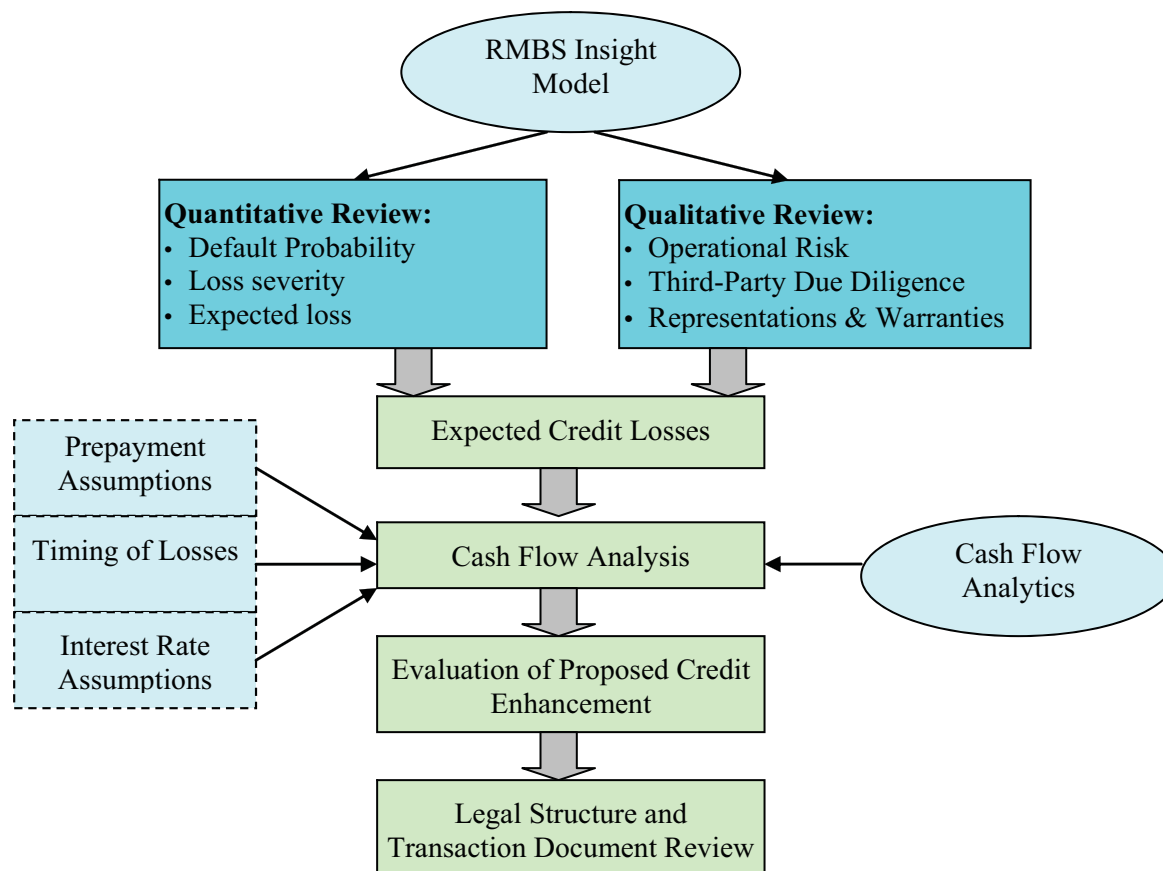 RMBS Insight
Model
Quantitative Review:
• Default Probability
• Loss severity
• Expected loss
Qualitative Review:
• Operational Risk
• Third-Party Due Diligence
• Representations & Warranties
Expected Credit Losses
Prepayment
Assumptions
Timing of Losses
Interest Rate
Assumptions
Cash Flow Analysis
Cash Flow
Analytics
Evaluation of Proposed Credit
Enhancement
Legal Structure and
Transaction Document Review